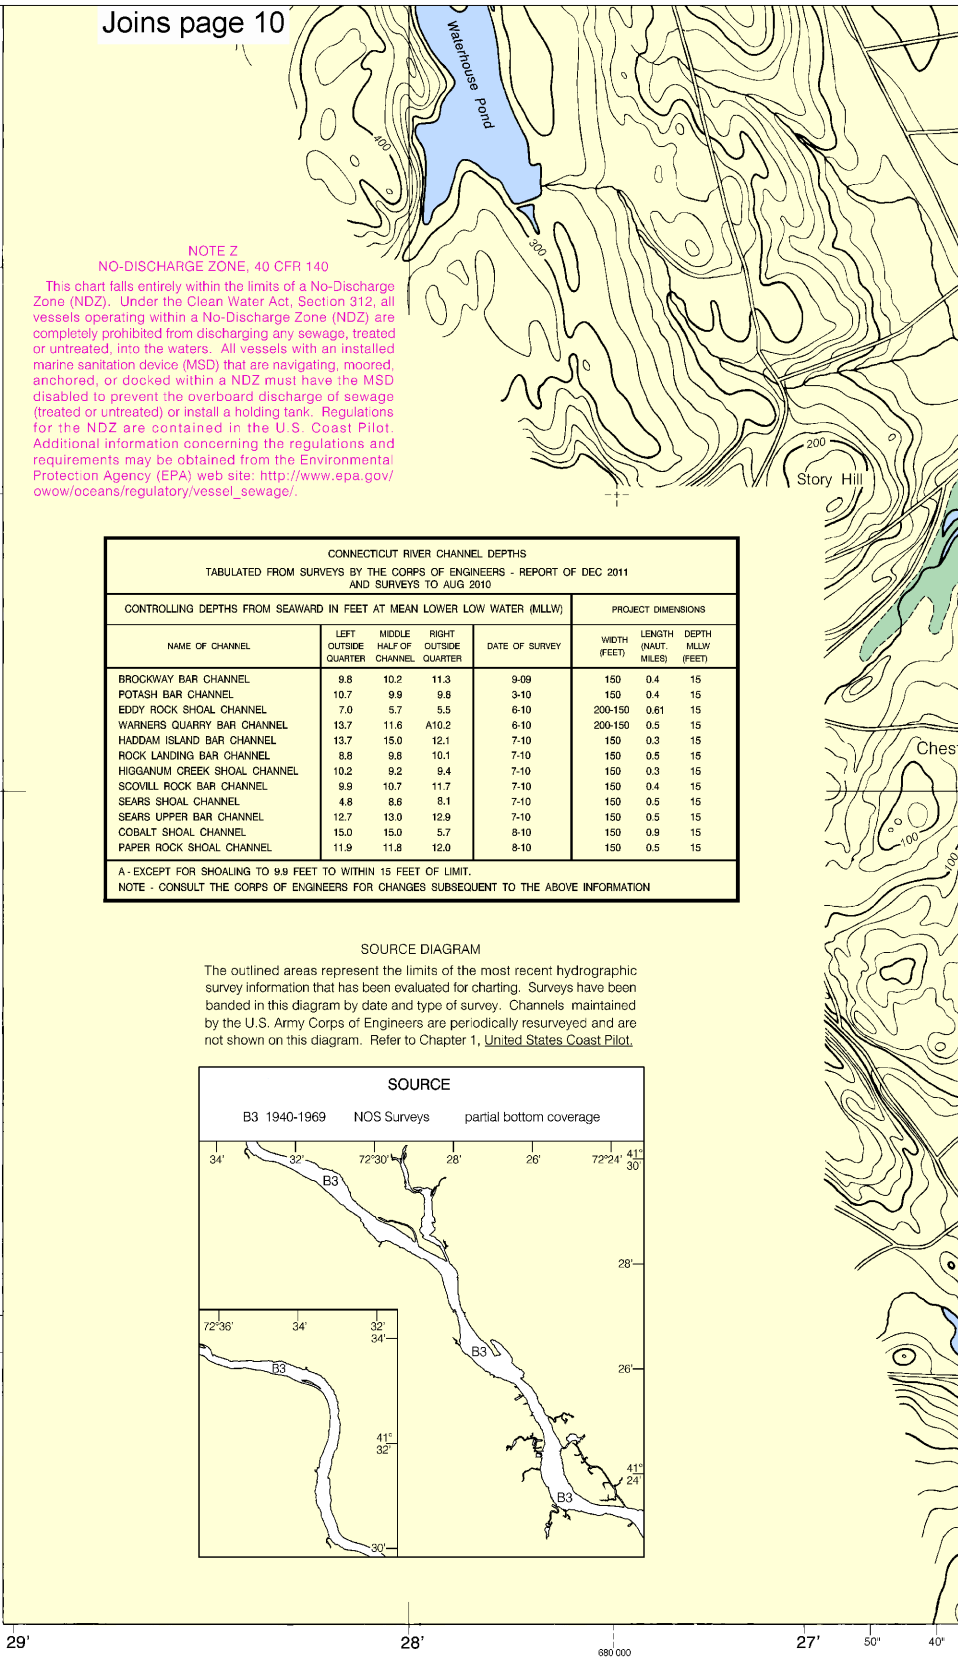 Joins page 10
Waterhouse Pond
400
300
NOTE Z
NO-DISCHARGE ZONE, 40 CFR 140
This chart falls entirely within the limits of a No-Discharge
Zone (NDZ). Under the Clean Water Act, Section 312, all
vessels operating within a No-Discharge Zone (NDZ) are
completely prohibited from discharging any sewage, treated
or untreated, into the waters. All vessels with an installed
marine sanitation device (MSD) that are navigating, moored,
anchored, or docked within a NDZ must have the MSD
disabled to prevent the overboard discharge of sewage
(treated or untreated) or install a holding tank. Regulations
for the NDZ are contained in the U.S. Coast Pilot.
Additional information concerning the regulations and
requirements may be obtained from the Environmental
Protection Agency (EPA) web site: http://www.epa.gov/
owow/oceans/regulatory/vessel_sewage/.
200
Story Hill
CONNECTICUT RIVER CHANNEL DEPTHS
TABULATED FROM SURVEYS BY THE CORPS OF ENGINEERS - REPORT OF DEC 2011
AND SURVEYS TO AUG 2010
CONTROLLING DEPTHS FROM SEAWARD IN FEET AT MEAN LOWER LOW WATER (MLLW) PROJECT DIMENSIONS
NAME OF CHANNEL LEFT OUTSIDE QUARTER MIDDLE HALF OF CHANNEL RIGHT OUTSIDE QUARTER DATE OF SURVEY WIDTH (FEET) LENGTH (NAUT. MILES) DEPTH MLLW (FEET)
BROCKWAY BAR CHANNEL 9.8 10.2 11.3 9-09 150 0.4 15
POTASH BAR CHANNEL 10.7 9.9 9.8 3-10 150 0.4 15
EDDY ROCK SHOAL CHANNEL 7.0 5.7 5.5 6-10 200-150 0.61 15
WARNERS QUARRY BAR CHANNEL 13.7 11.6 A10.2 6-10 200-150 0.5 15
HADDAM ISLAND BAR CHANNEL 13.7 15.0 12.1 7-10 150 0.3 15
ROCK LANDING BAR CHANNEL 8.8 9.8 10.1 7-10 150 0.5 15
HIGGANUM CREEK SHOAL CHANNEL 10.2 9.2 9.4 7-10 150 0.3 15
SCOVILL ROCK BAR CHANNEL 9.9 10.7 11.7 7-10 150 0.4 15
SEARS SHOAL CHANNEL 4.8 8.6 8.1 7-10 150 0.5 15
SEARS UPPER BAR CHANNEL 12.7 13.0 12.9 7-10 150 0.5 15
COBALT SHOAL CHANNEL 15.0 15.0 5.7 8-10 150 0.9 15
PAPER ROCK SHOAL CHANNEL 11.9 11.8 12.0 8-10 150 0.5 15
A - EXCEPT FOR SHOALING TO 9.9 FEET TO WITHIN 15 FEET OF LIMIT.
NOTE - CONSULT THE CORPS OF ENGINEERS FOR CHANGES SUBSEQUENT TO THE ABOVE INFORMATION
Chest
100
100
SOURCE DIAGRAM
The outlined areas represent the limits of the most recent hydrographic
survey information that has been evaluated for charting. Surveys have been
banded in this diagram by date and type of survey. Channels maintained
by the U.S. Army Corps of Engineers are periodically resurveyed and are
not shown on this diagram. Refer to Chapter 1, United States Coast Pilot.
SOURCE
B3 1940-1969 NOS Surveys partial bottom coverage
34' 32' 72°30' 28' 26' 72°24' 41°
30'
B3
28'
72°36' 34' 32'
34'
B3
B3
26'
41°
32'
41°
24'
B3
30'
29' 28' 27' 50" 40"
680 000